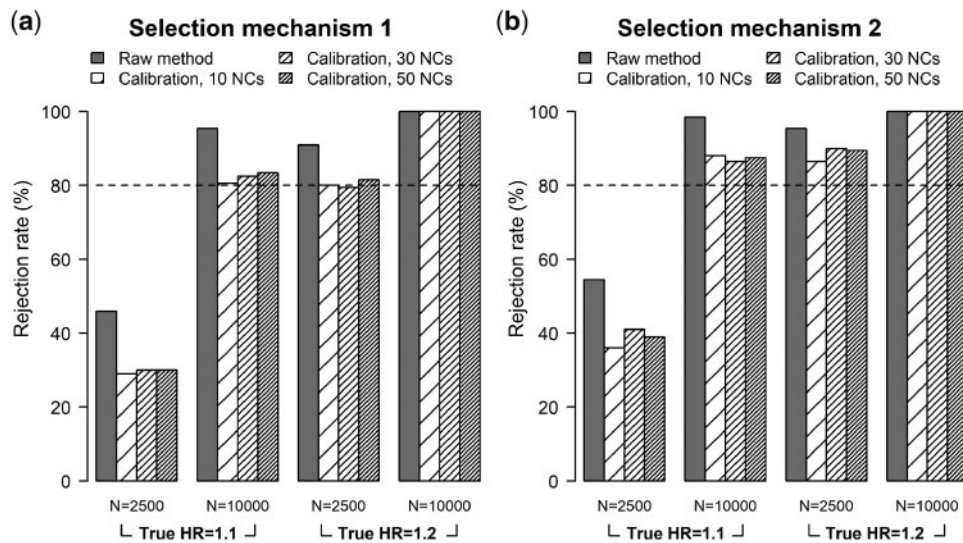 (a) Selection mechanism 1
Raw method
Calibration, 30 NCs
Calibration, 10 NCs
Calibration, 50 NCs
Rejection rate (%)
100
80
60
40
20
0
N=2500
N=10000
N=2500
N=10000
True HR=1.1
True HR=1.2
(b) Selection mechanism 2
Raw method
Calibration, 30 NCs
Calibration, 10 NCs
Calibration, 50 NCs
Rejection rate (%)
100
80
60
40
20
0
N=2500
N=10000
N=2500
N=10000
True HR=1.1
True HR=1.2